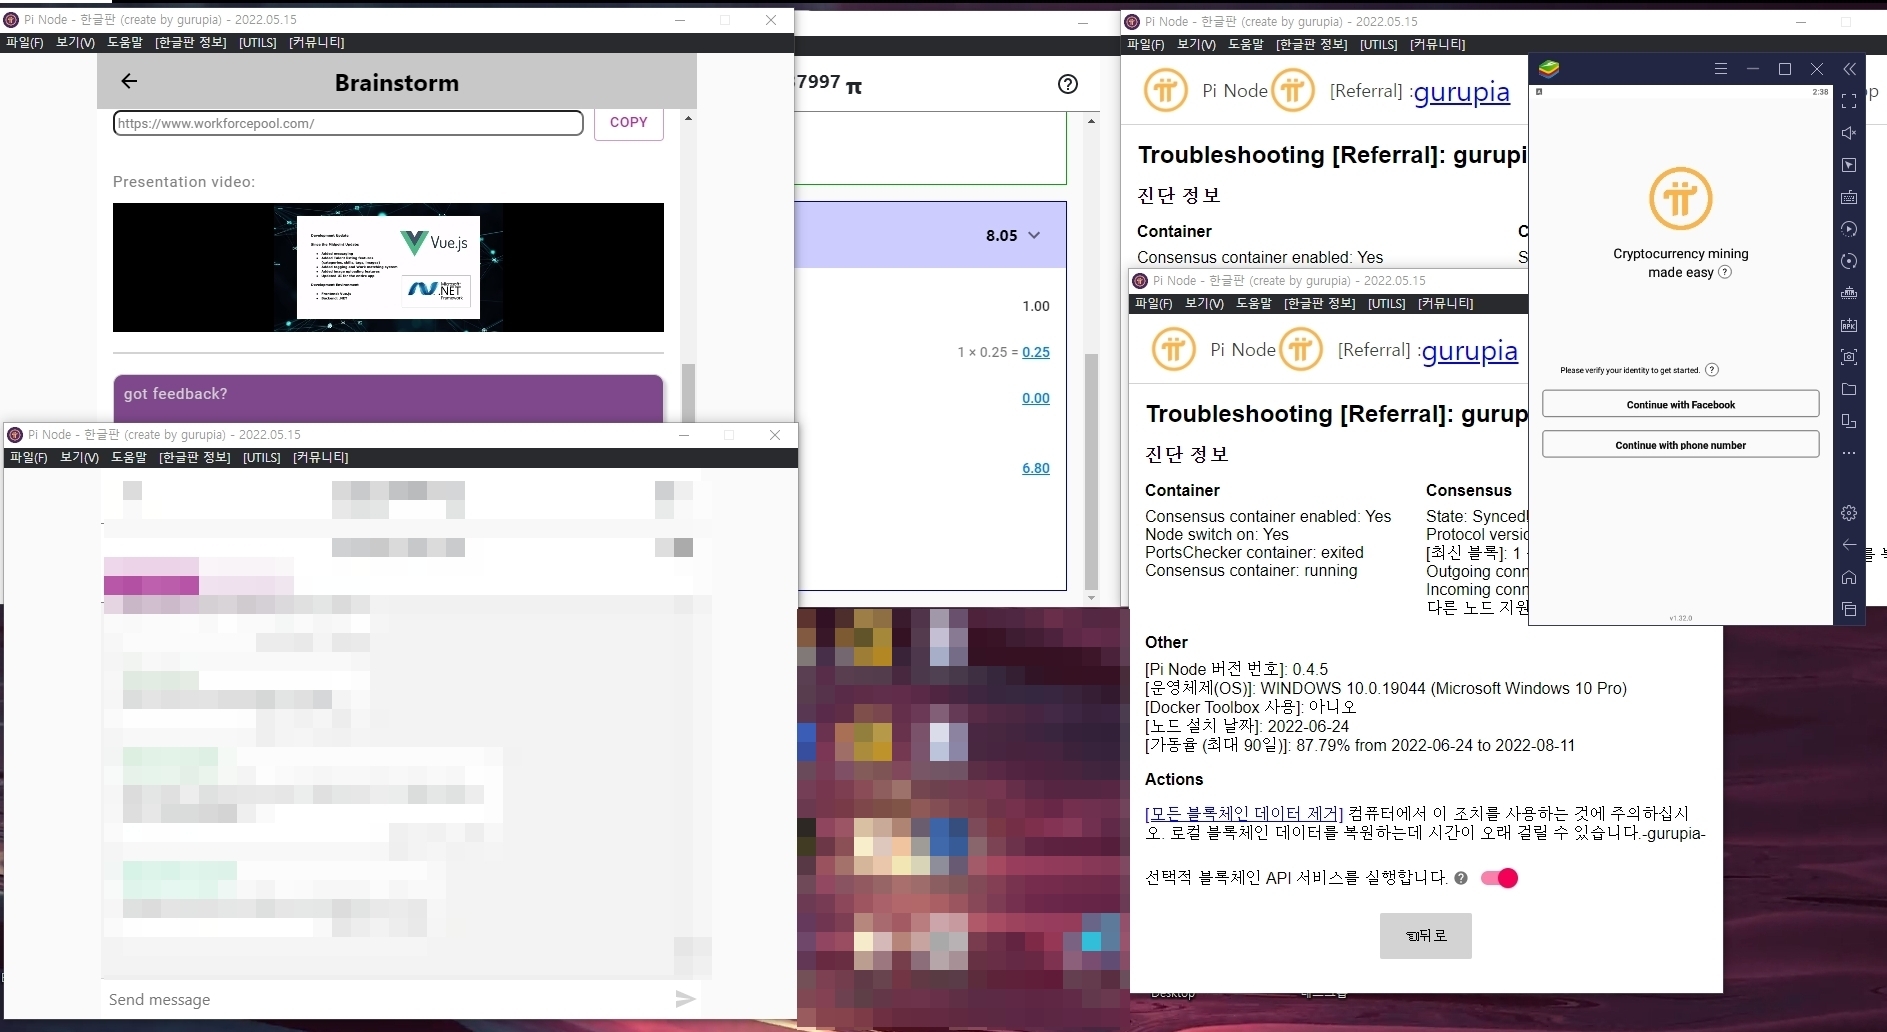 Pi Node - 한글판 (create by gurupia) - 2022.05.15
파일(F) 보기(V) 도움말 [한글판 정보] [UTILS] [커뮤니티]
Brainstorm
https://www.workforcepool.com/
COPY
Presentation video:
Development Update
Since the Midpoint Update:
Vue.js
Microsoft .NET Framework
Development Environment
Frontend: Vue.js
Backend: .NET
got feedback?
Pi Node - 한글판 (create by gurupia) - 2022.05.15
파일(F) 보기(V) 도움말 [한글판 정보] [UTILS] [커뮤니티]
Send message
7997 π
8.05
1.00
1 × 0.25 = 0.25
0.00
6.80
Pi Node - 한글판 (create by gurupia) - 2022.05.15
파일(F) 보기(V) 도움말 [한글판 정보] [UTILS] [커뮤니티]
Pi Node [Referral] :gurupia
Troubleshooting [Referral]: gurupi
진단 정보
Container
Consensus container enabled: Yes
Pi Node - 한글판 (create by gurupia) - 2022.05.15
파일(F) 보기(V) 도움말 [한글판 정보] [UTILS] [커뮤니티]
Pi Node [Referral] :gurupia
Troubleshooting [Referral]: gurup
진단 정보
Container
Consensus container enabled: Yes
Node switch on: Yes
PortsChecker container: exited
Consensus container: running
Consensus
State: Synced!
Protocol versio
[최신 블록]: 1
Outgoing conn
Incoming conn
다른 노드 지원
Other
[Pi Node 버전 번호]: 0.4.5
[운영체제(OS)]: WINDOWS 10.0.19044 (Microsoft Windows 10 Pro)
[Docker Toolbox 사용]: 아니오
[노드 설치 날짜]: 2022-06-24
[가동율 (최대 90일)]: 87.79% from 2022-06-24 to 2022-08-11
Actions
[모든 블록체인 데이터 제거] 컴퓨터에서 이 조치를 사용하는 것에 주의하십시
오. 로컬 블록체인 데이터를 복원하는데 시간이 오래 걸릴 수 있습니다.-gurupia-
선택적 블록체인 API 서비스를 실행합니다.
☜뒤로
Desktop
2:38
Cryptocurrency mining
made easy
Please verify your identity to get started.
Continue with Facebook
Continue with phone number
v1.32.0